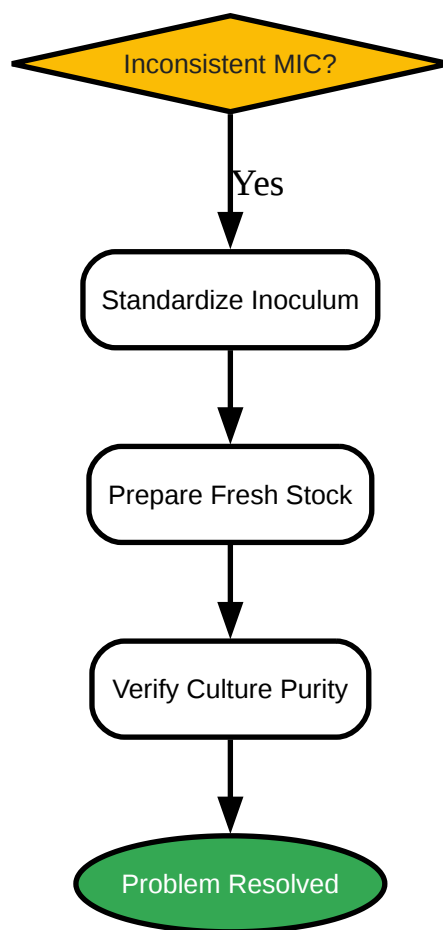 Inconsistent MIC?
Yes
Standardize Inoculum
Prepare Fresh Stock
Verify Culture Purity
Problem Resolved